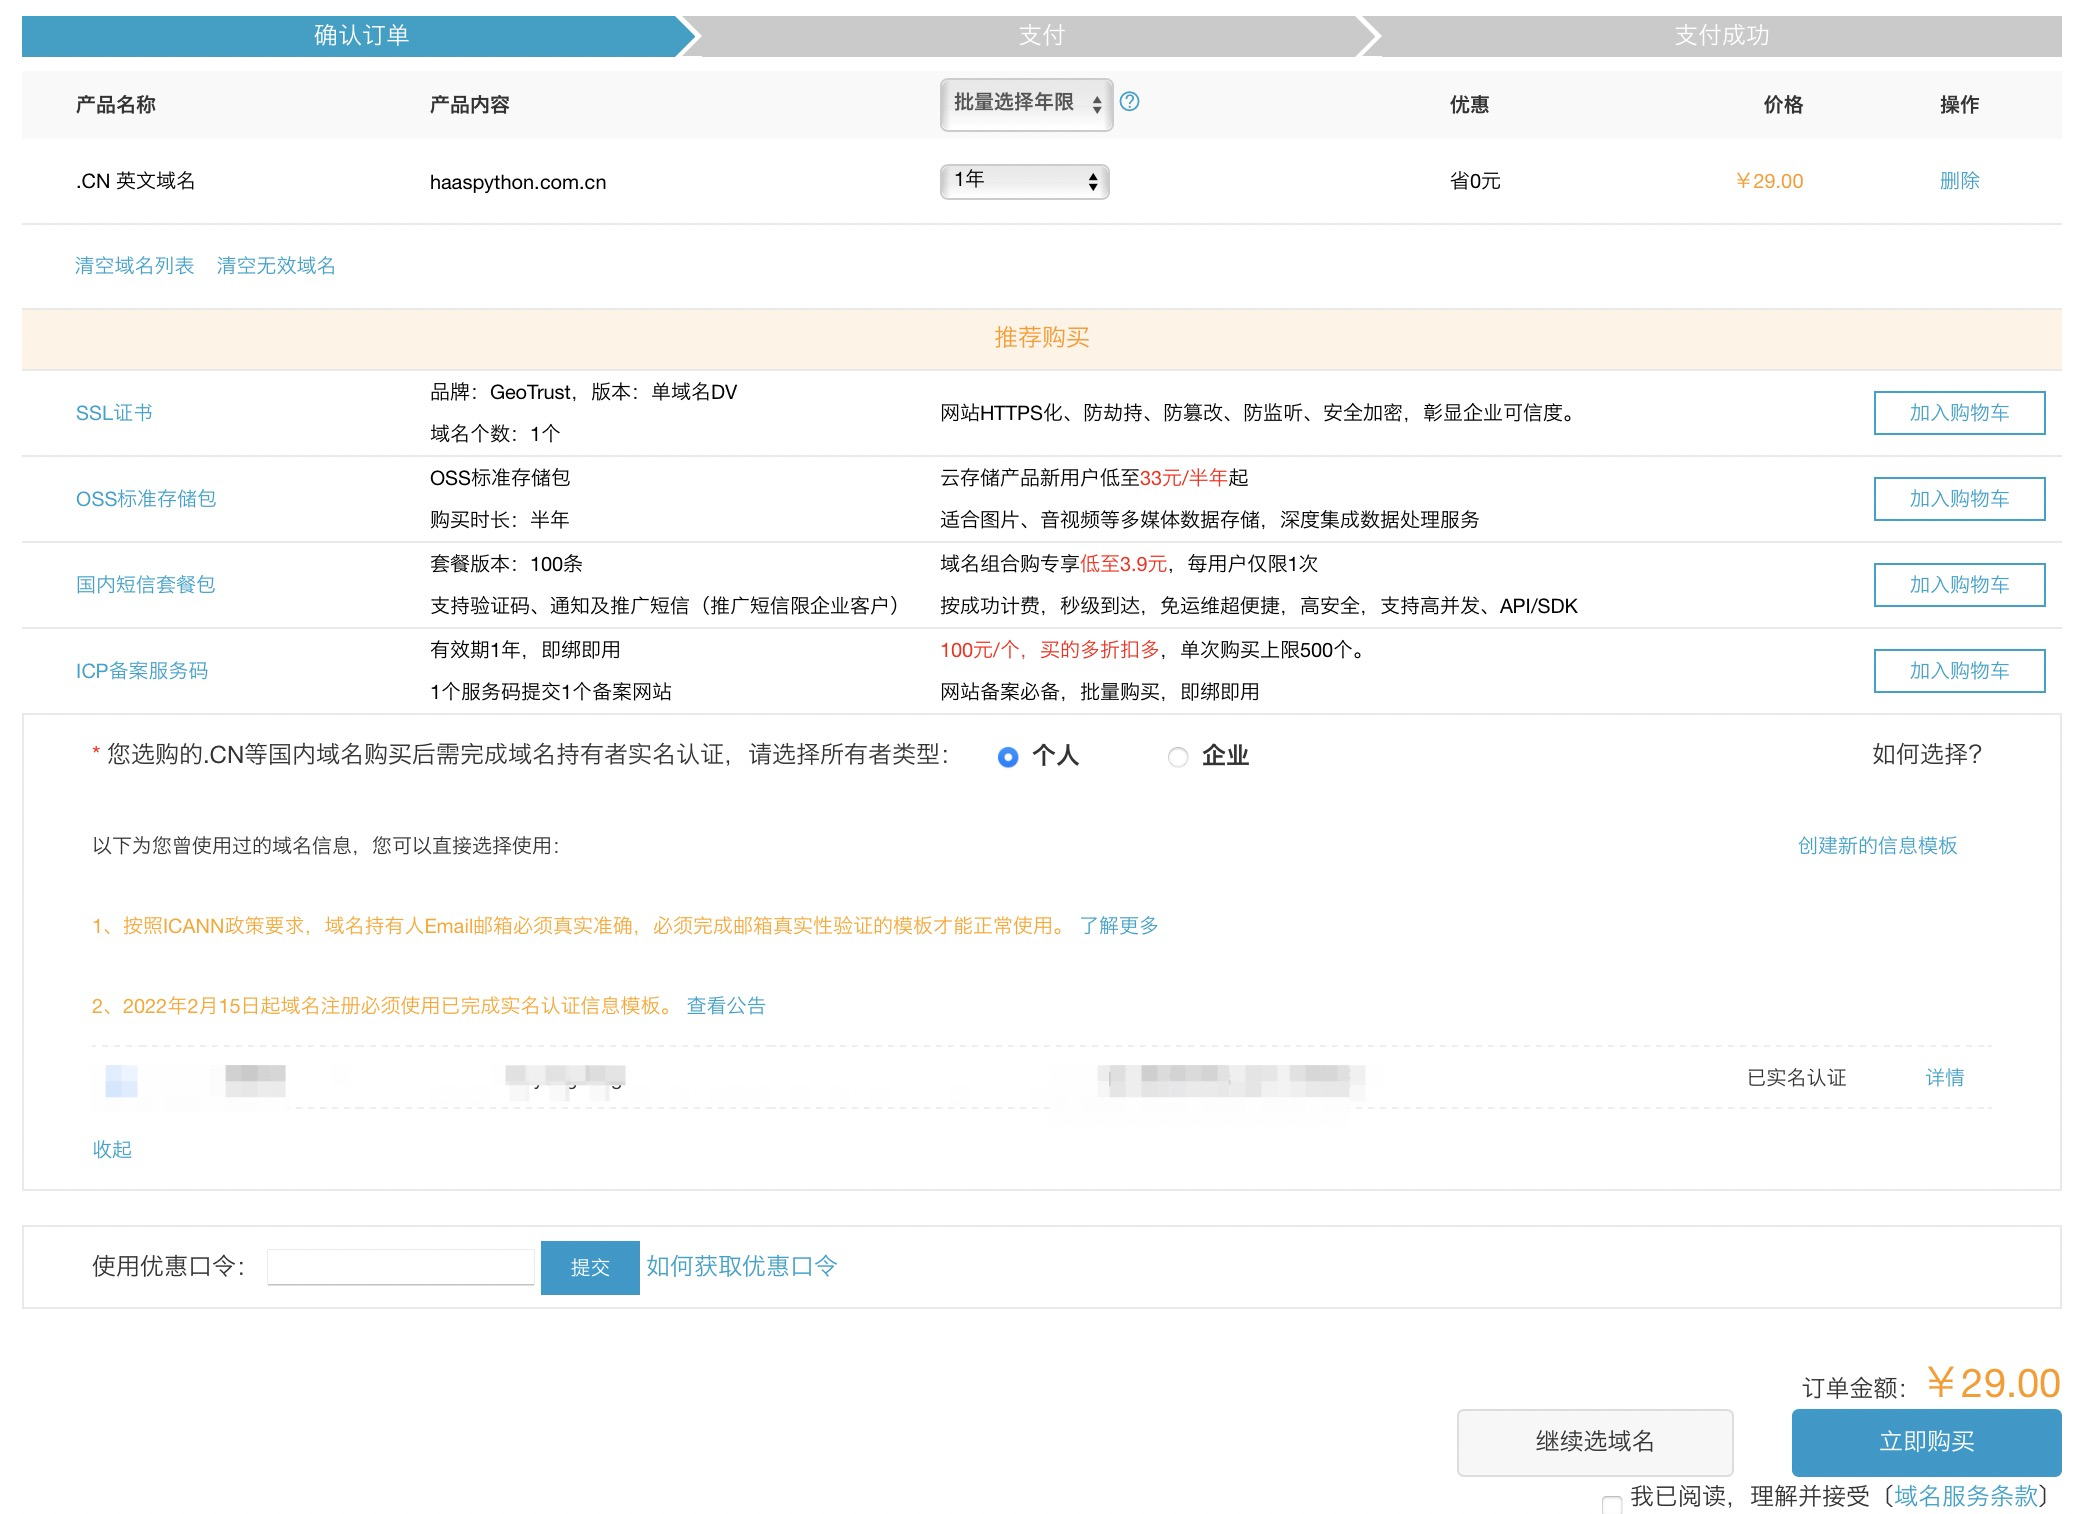 确认订单 支付 支付成功
产品名称 产品内容 批量选择年限 ? 优惠 价格 操作
.CN 英文域名 haaspython.com.cn 1年 省0元 ￥29.00 删除
清空域名列表 清空无效域名
推荐购买
SSL证书 品牌：GeoTrust，版本：单域名DV
域名个数：1个 网站HTTPS化、防劫持、防篡改、防监听、安全加密，彰显企业可信度。 加入购物车
OSS标准存储包 OSS标准存储包 云存储产品新用户低至33元/半年起
购买时长：半年 适合图片、音视频等多媒体数据存储，深度集成数据处理服务 加入购物车
国内短信套餐包 套餐版本：100条 域名组合购专享低至3.9元，每用户仅限1次
支持验证码、通知及推广短信（推广短信限企业客户） 按成功计费，秒级到达，免运维超便捷，高安全，支持高并发、API/SDK 加入购物车
ICP备案服务码 有效期1年，即绑即用 100元/个，买的多折扣多，单次购买上限500个。
1个服务码提交1个备案网站 网站备案必备，批量购买，即绑即用 加入购物车
* 您选购的.CN等国内域名购买后需完成域名持有者实名认证，请选择所有者类型： 个人 企业 如何选择？
以下为您曾使用过的域名信息，您可以直接选择使用： 创建新的信息模板
1、按照ICANN政策要求，域名持有人Email邮箱必须真实准确，必须完成邮箱真实性验证的模板才能正常使用。 了解更多
2、2022年2月15日起域名注册必须使用已完成实名认证信息模板。 查看公告
已实名认证 详情
收起
使用优惠口令： 提交 如何获取优惠口令
订单金额：￥29.00
继续选域名 立即购买
我已阅读，理解并接受〔域名服务条款〕